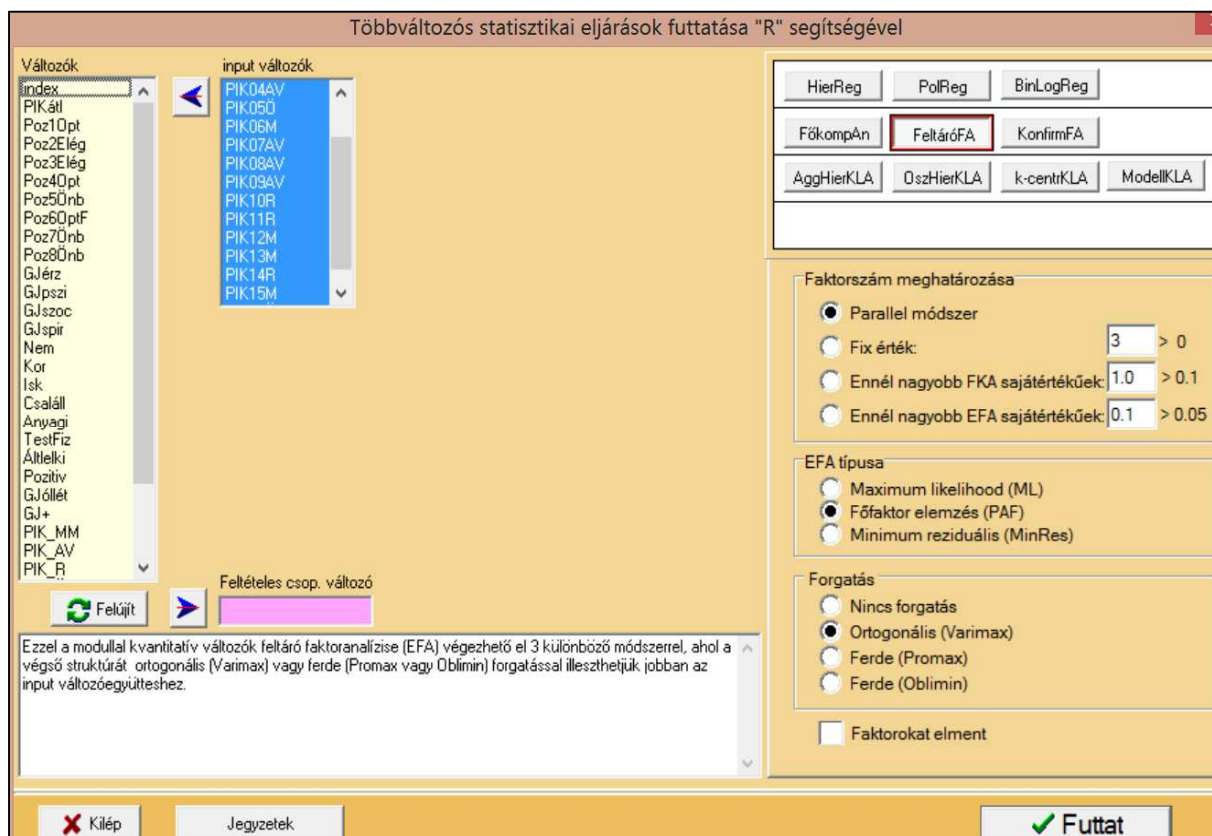 Többváltozós statisztikai eljárások futtatása "R" segítségével
Változók
index
PIKátl
Poz1Opt
Poz2Elég
Poz3Elég
Poz4Opt
Poz5Önb
Poz6OptF
Poz7Önb
Poz8Önb
GJérz
GJpszi
GJszoc
GJspir
Nem
Kor
Isk
Csaláll
Anyagi
TestFiz
Áltlelki
Pozitiv
GJóllét
GJ+
PIK_MM
PIK_AV
PIK_R
Felújít
input változók
PIK04AV
PIK05Ö
PIK06M
PIK07AV
PIK08AV
PIK09AV
PIK10R
PIK11R
PIK12M
PIK13M
PIK14R
PIK15M
Feltételes csop. változó
Ezzel a modullal kvantitatív változók feltáró faktoranalízise (EFA) végezhető el 3 különböző módszerrel, ahol a
végső struktúrát ortogonális (Varimax) vagy ferde (Promax vagy Oblimin) forgatással illeszthetjük jobban az
input változóegyütteshez.
HierReg PolReg BinLogReg
FőkompAn FeltáróFA KonfirmFA
AggHierKLA OszHierKLA k-centrKLA ModellKLA
Faktorszám meghatározása
Parallel módszer
Fix érték: 3 > 0
Ennél nagyobb FKA sajátértékűek: 1.0 > 0.1
Ennél nagyobb EFA sajátértékűek: 0.1 > 0.05
EFA típusa
Maximum likelihood (ML)
Főfaktor elemzés (PAF)
Minimum reziduális (MinRes)
Forgatás
Nincs forgatás
Ortogonális (Varimax)
Ferde (Promax)
Ferde (Oblimin)
Faktorokat elment
Kilép
Jegyzetek
Futtat